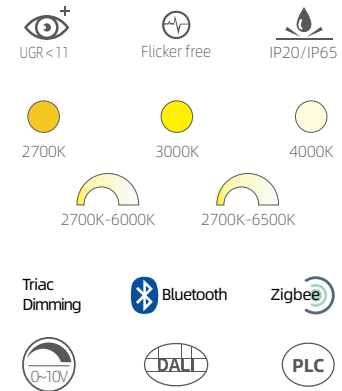 UGR<11 Flicker free IP20/IP65
2700K 3000K 4000K
2700K-6000K 2700K-6500K
Triac
Dimming
Bluetooth
Zigbee
0~10V DALI PLC